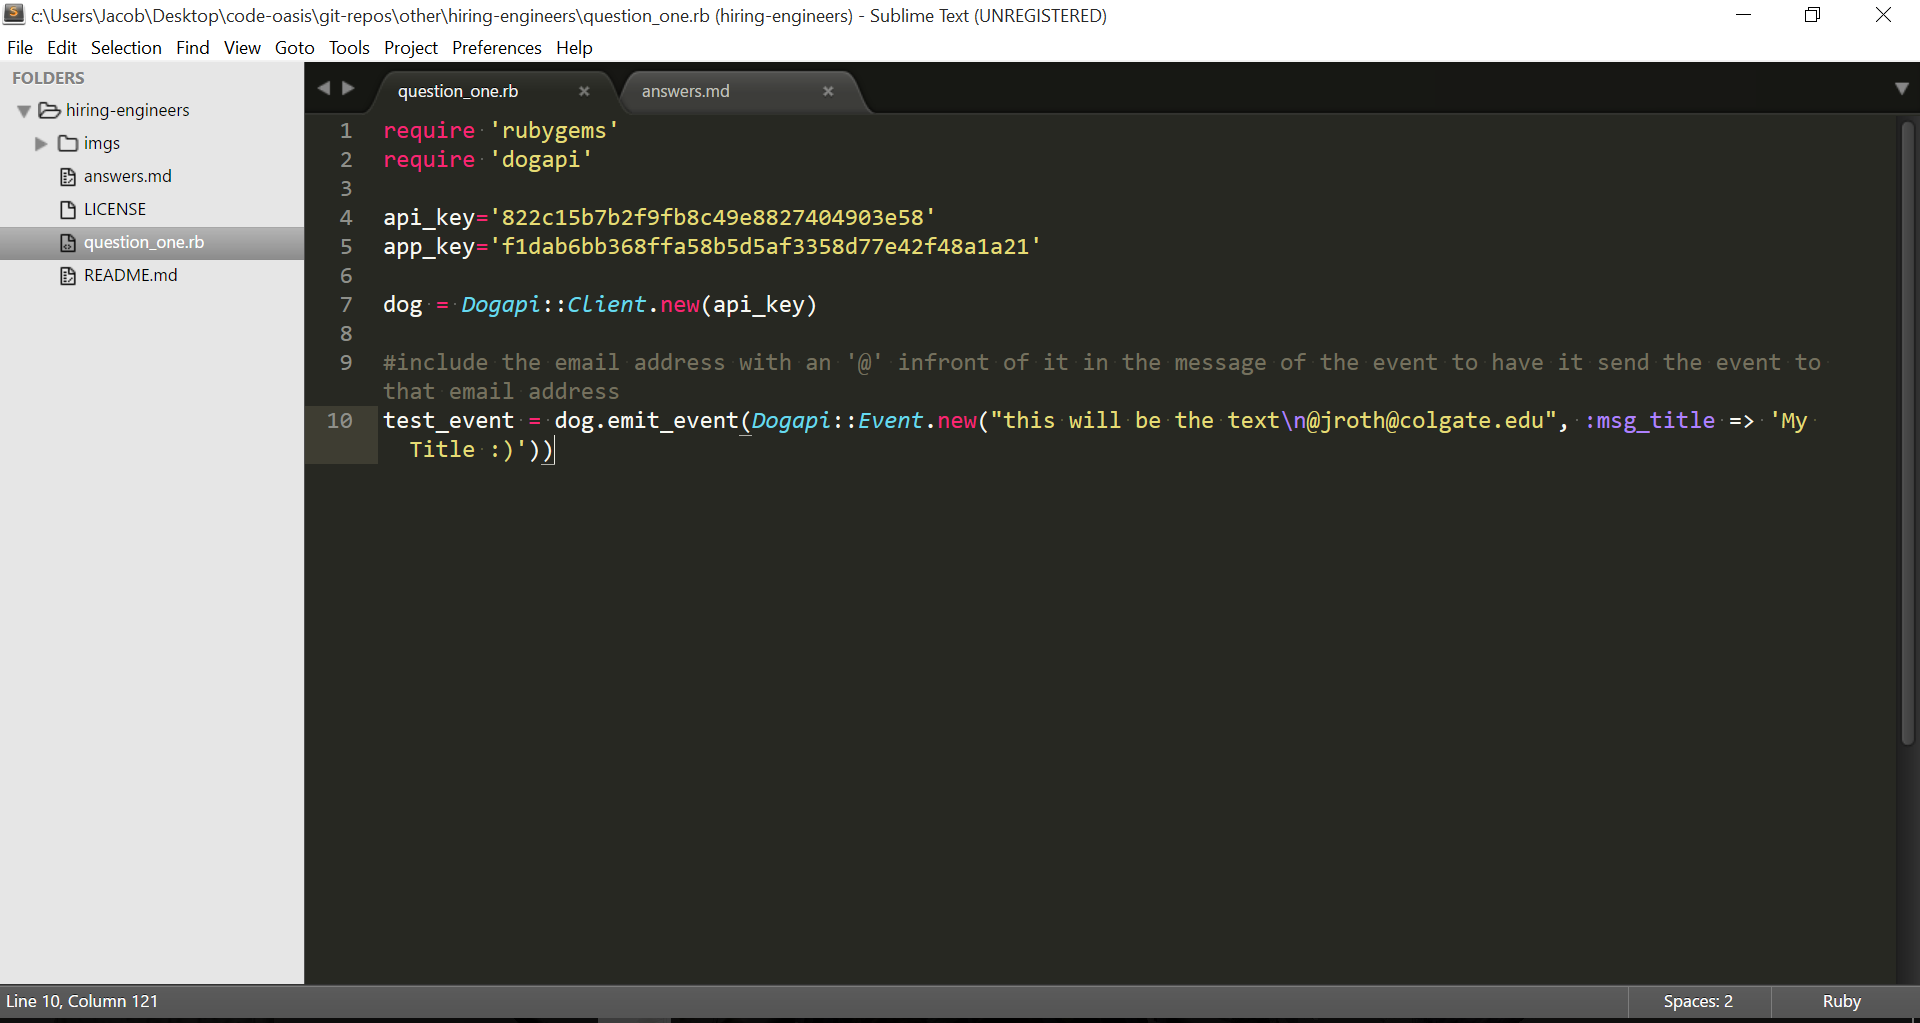 c:\Users\Jacob\Desktop\code-oasis\git-repos\other\hiring-engineers\question_one.rb (hiring-engineers) - Sublime Text (UNREGISTERED)
File Edit Selection Find View Goto Tools Project Preferences Help
FOLDERS
hiring-engineers
imgs
answers.md
LICENSE
question_one.rb
README.md
question_one.rb answers.md
1 require 'rubygems'
2 require 'dogapi'
3
4 api_key='822c15b7b2f9fb8c49e8827404903e58'
5 app_key='f1dab6bb368ffa58b5d5af3358d77e42f48a1a21'
6
7 dog = Dogapi::Client.new(api_key)
8
9 #include the email address with an '@' infront of it in the message of the event to have it send the event to
that email address
10 test_event = dog.emit_event(Dogapi::Event.new("this will be the text\n@jroth@colgate.edu", :msg_title => 'My
Title :)'))
Line 10, Column 121 Spaces: 2 Ruby